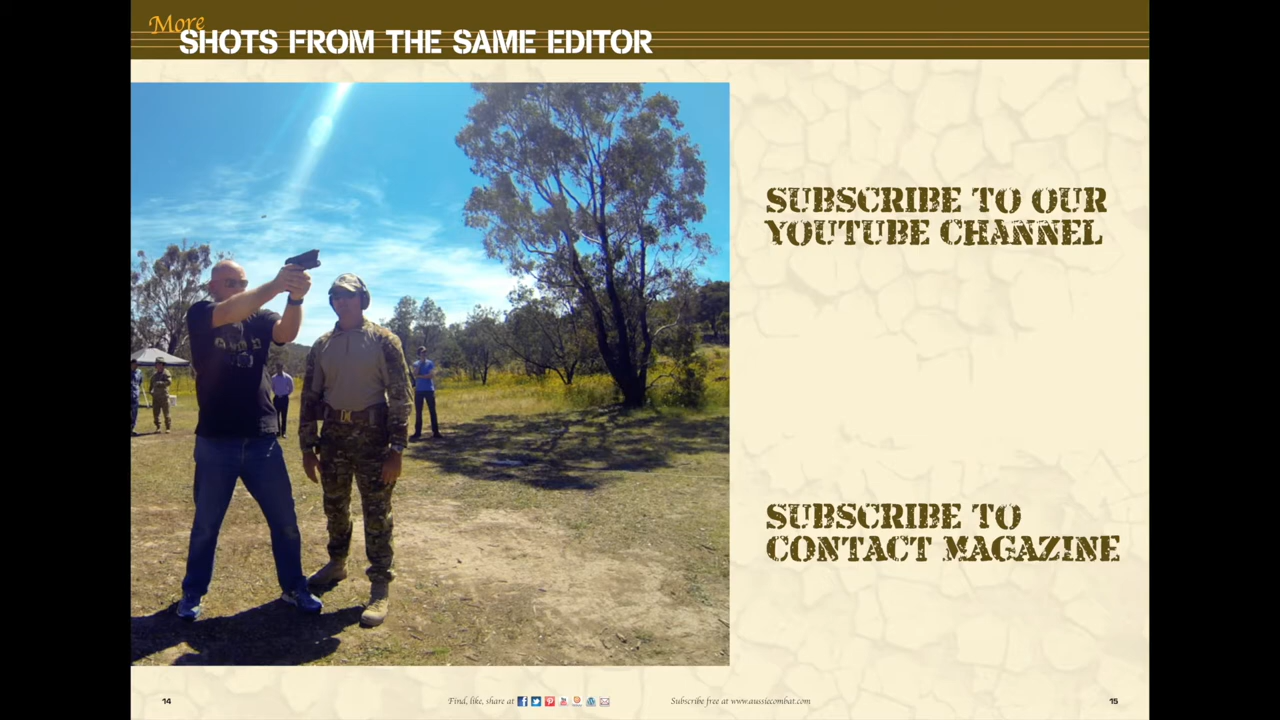 More
SHOTS FROM THE SAME EDITOR
SUBSCRIBE TO OUR
YOUTUBE CHANNEL
SUBSCRIBE TO
CONTACT MAGAZINE
14
Find, like, share at
Subscribe free at www.aussiecombat.com
15